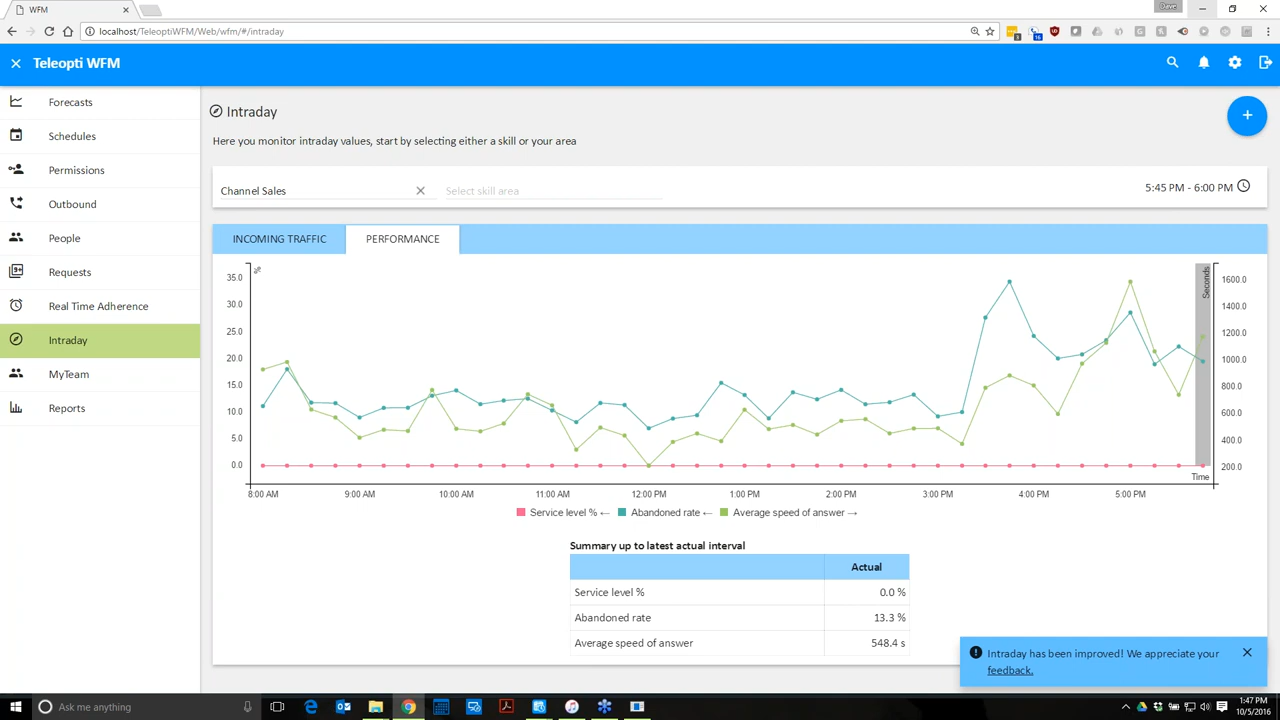 WFM
Dave
localhost/TeleoptiWFM/Web/wfm/#/intraday
Teleopti WFM
Forecasts
Schedules
Permissions
Outbound
People
Requests
Real Time Adherence
Intraday
MyTeam
Reports
Intraday
Here you monitor intraday values, start by selecting either a skill or your area
Channel Sales
Select skill area
5:45 PM - 6:00 PM
INCOMING TRAFFIC
PERFORMANCE
%
35.0
30.0
25.0
20.0
15.0
10.0
5.0
0.0
Seconds
1600.0
1400.0
1200.0
1000.0
800.0
600.0
400.0
200.0
Time
8:00 AM 9:00 AM 10:00 AM 11:00 AM 12:00 PM 1:00 PM 2:00 PM 3:00 PM 4:00 PM 5:00 PM
Service level % ← Abandoned rate ← Average speed of answer →
Summary up to latest actual interval
Actual
Service level % 0.0 %
Abandoned rate 13.3 %
Average speed of answer 548.4 s
Intraday has been improved! We appreciate your
feedback.
Ask me anything
1:47 PM
10/5/2016